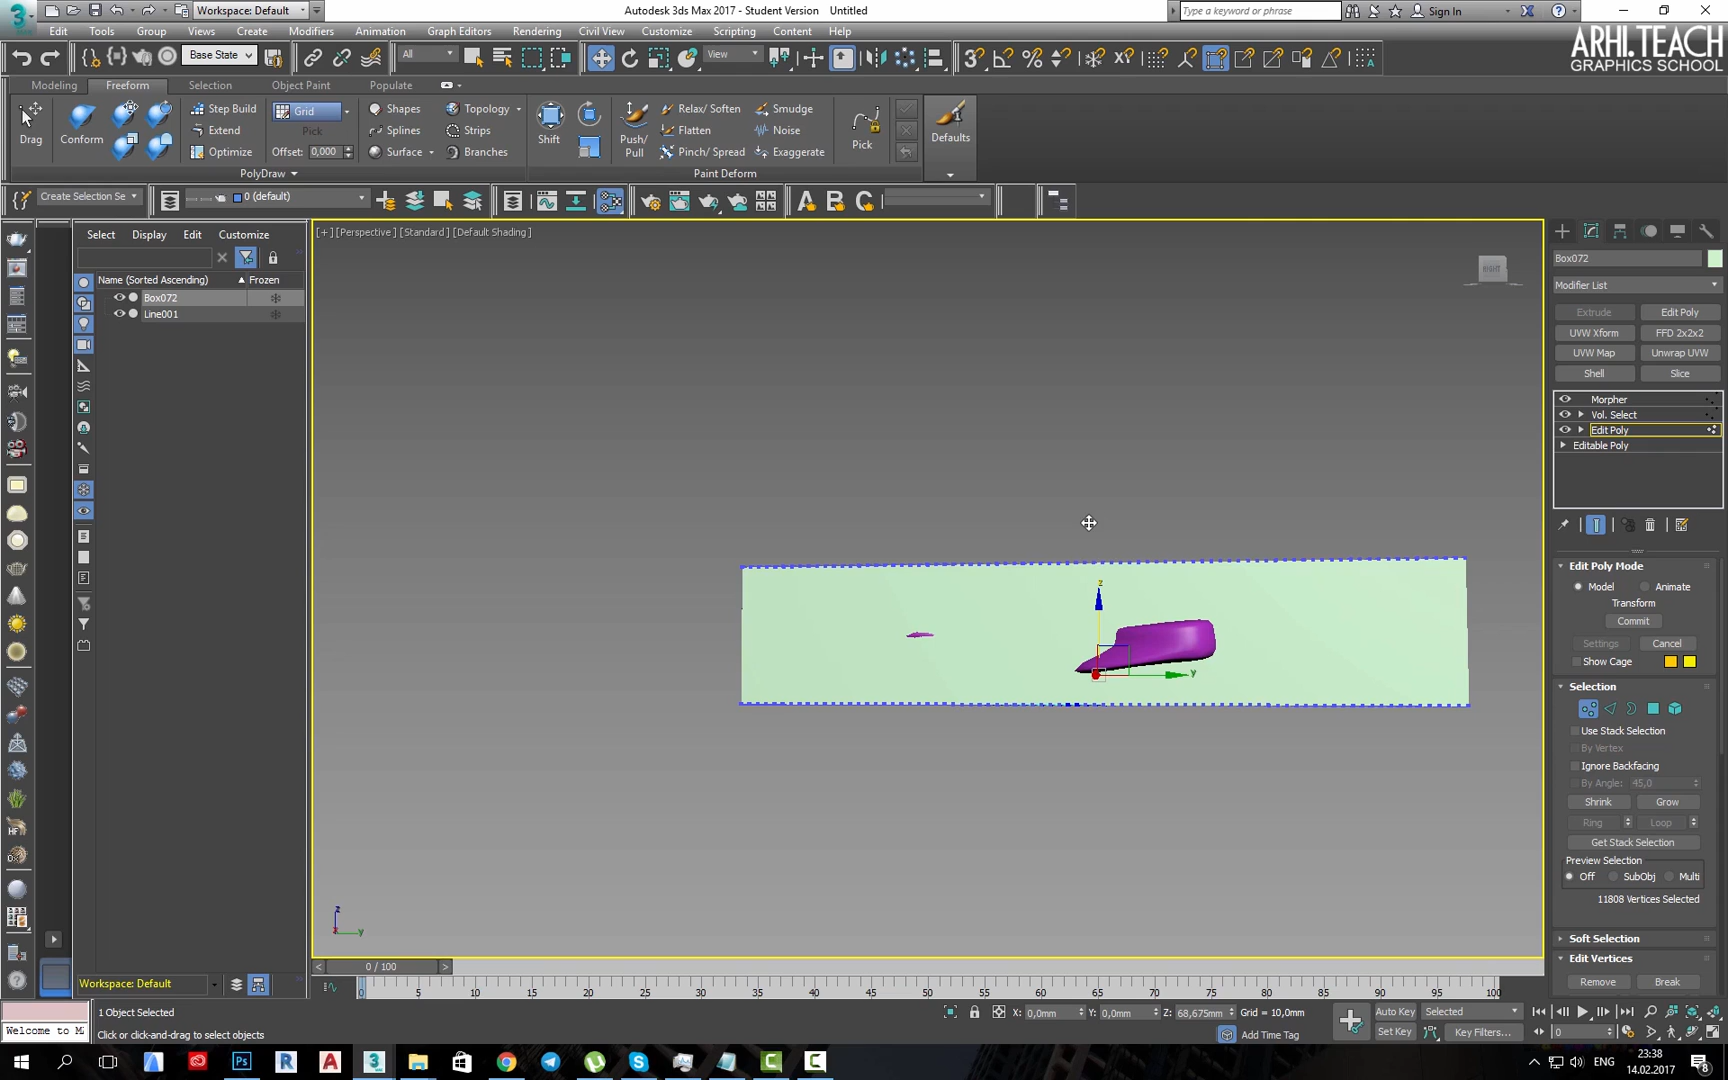 Workspace: Default
Autodesk 3ds Max 2017 - Student Version Untitled
Type a keyword or phrase
Sign In
Edit Tools Group Views Create Modifiers Animation Graph Editors Rendering Civil View Customize Scripting Content Help
ARHI.TEACH
GRAPHICS SCHOOL
Base State
All
View
Modeling Freeform Selection Object Paint Populate
Drag
Conform
Step Build
Extend
Optimize
Grid
Pick
Offset: 0,000
Shapes
Splines
Surface
Topology
Strips
Branches
PolyDraw
Shift
Push/
Pull
Relax/ Soften
Flatten
Pinch/ Spread
Smudge
Noise
Exaggerate
Paint Deform
Pick
Defaults
Create Selection Se
0 (default)
A B C
Select Display Edit Customize
Name (Sorted Ascending) Frozen
Box072
Line001
[+] [Perspective ] [Standard ] [Default Shading ]
RIGHT
z
y
z
y
Box072
Modifier List
Extrude Edit Poly
UVW Xform FFD 2x2x2
UVW Map Unwrap UVW
Shell Slice
Morpher
Vol. Select
Edit Poly
Editable Poly
Edit Poly Mode
Model Animate
Transform
Commit
Settings Cancel
Show Cage
Selection
Use Stack Selection
By Vertex
Ignore Backfacing
By Angle: 45,0
Shrink Grow
Ring Loop
Get Stack Selection
Preview Selection
Off SubObj Multi
11808 Vertices Selected
Soft Selection
Edit Vertices
Remove Break
Workspace: Default
0 / 100
0 5 10 15 20 25 30 35 40 45 50 55 60 65 70 75 80 85 90 95 100
Welcome to M
1 Object Selected
Click or click-and-drag to select objects
X: 0,0mm Y: 0,0mm Z: 68,675mm Grid = 10,0mm
Add Time Tag
Auto Key Selected
Set Key Key Filters...
0
ENG
23:38
14.02.2017
8